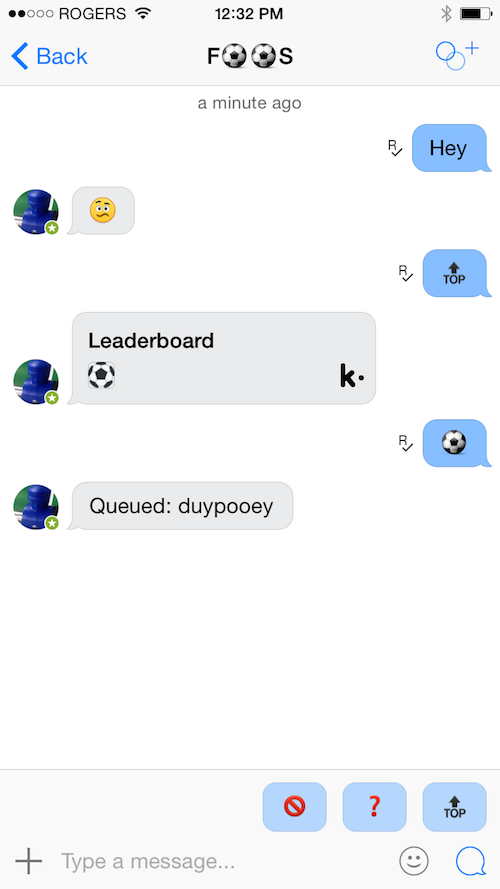 ROGERS 12:32 PM
Back F⚽⚽S
a minute ago
R Hey
R TOP
Leaderboard
k.
R
Queued: duypooey
TOP
Type a message...